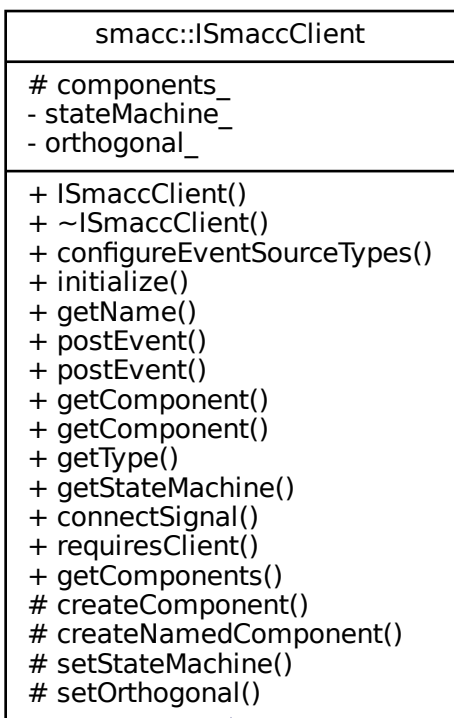 smacc::ISmaccClient
# components_
- stateMachine_
- orthogonal_
+ ISmaccClient()
+ ~ISmaccClient()
+ configureEventSourceTypes()
+ initialize()
+ getName()
+ postEvent()
+ postEvent()
+ getComponent()
+ getComponent()
+ getType()
+ getStateMachine()
+ connectSignal()
+ requiresClient()
+ getComponents()
# createComponent()
# createNamedComponent()
# setStateMachine()
# setOrthogonal()